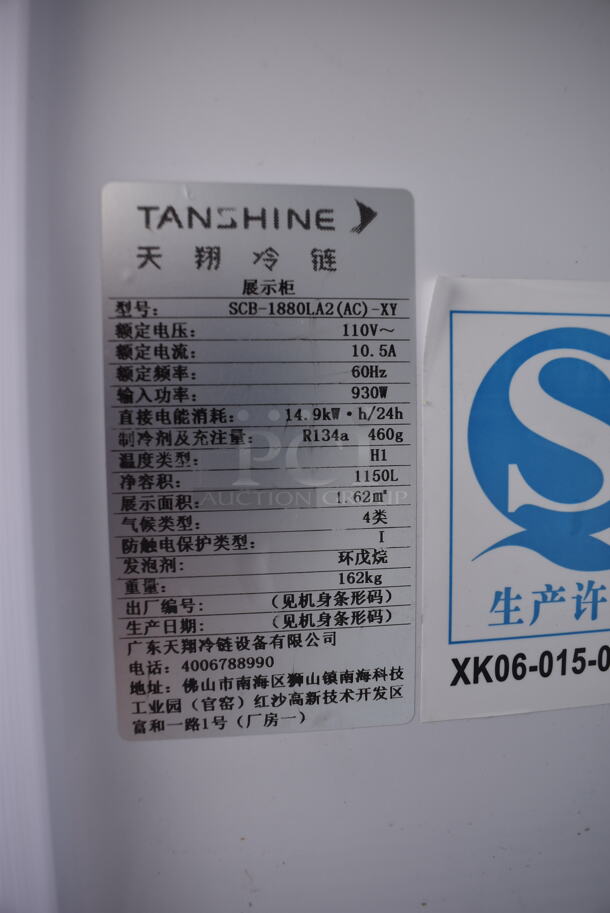 TANSHINE
天翔冷链
展示柜
型号： SCB-1880LA2(AC)-XY
额定电压： 110V～
额定电流： 10.5A
额定频率： 60Hz
输入功率： 930W
直接电能消耗： 14.9kW·h/24h
制冷剂及充注量： R134a 460g
温度类型： H1
净容积： 1150L
展示面积： 1.62㎡
气候类型： 4类
防触电保护类型： I
发泡剂： 环戊烷
重量： 162kg
出厂编号： （见机身条形码）
生产日期： （见机身条形码）
广东天翔冷链设备有限公司
电话：4006788990
地址：佛山市南海区狮山镇南海科技
工业园（官窑）红沙高新技术开发区
富和一路1号（厂房一）
S
生产许
XK06-015-0
PCI
AUCTION GROUP